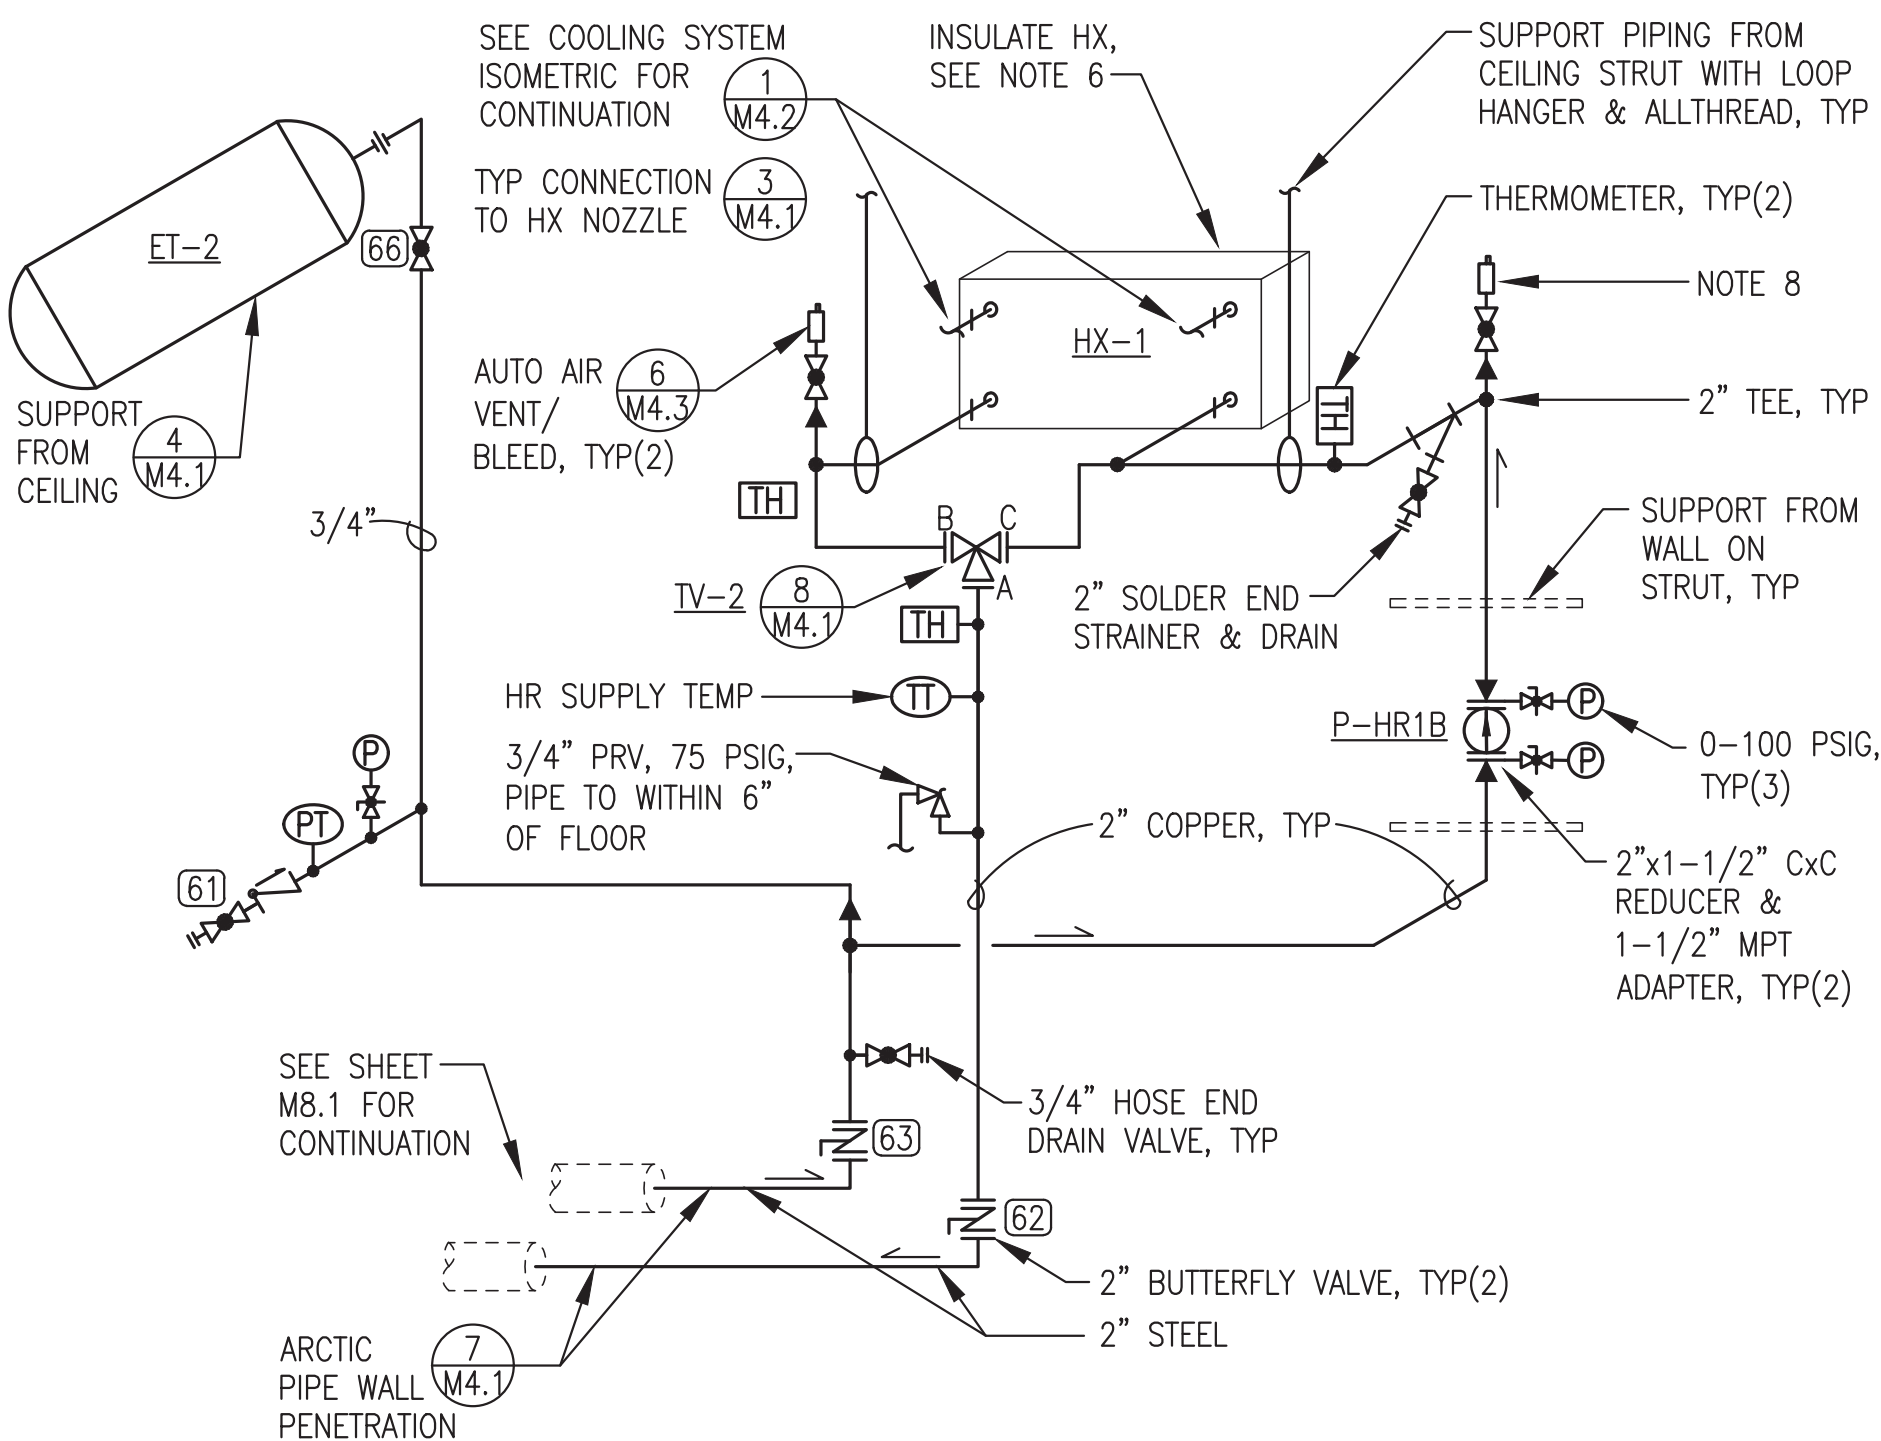 SEE COOLING SYSTEM
ISOMETRIC FOR
CONTINUATION
1
M4.2
INSULATE HX,
SEE NOTE 6
SUPPORT PIPING FROM
CEILING STRUT WITH LOOP
HANGER & ALLTHREAD, TYP
TYP CONNECTION
TO HX NOZZLE
3
M4.1
THERMOMETER, TYP(2)
ET-2
66
NOTE 8
HX-1
AUTO AIR
VENT/
BLEED, TYP(2)
6
M4.3
TH
2" TEE, TYP
SUPPORT
FROM
CEILING
4
M4.1
TH
3/4"
B
C
A
SUPPORT FROM
WALL ON
STRUT, TYP
TV-2
8
M4.1
2" SOLDER END
STRAINER & DRAIN
TH
HR SUPPLY TEMP
TT
P-HR1B
P
P
0-100 PSIG,
TYP(3)
3/4" PRV, 75 PSIG,
PIPE TO WITHIN 6"
OF FLOOR
P
PT
61
2" COPPER, TYP
2"x1-1/2" CxC
REDUCER &
1-1/2" MPT
ADAPTER, TYP(2)
SEE SHEET
M8.1 FOR
CONTINUATION
3/4" HOSE END
DRAIN VALVE, TYP
63
62
2" BUTTERFLY VALVE, TYP(2)
2" STEEL
ARCTIC
PIPE WALL
PENETRATION
7
M4.1